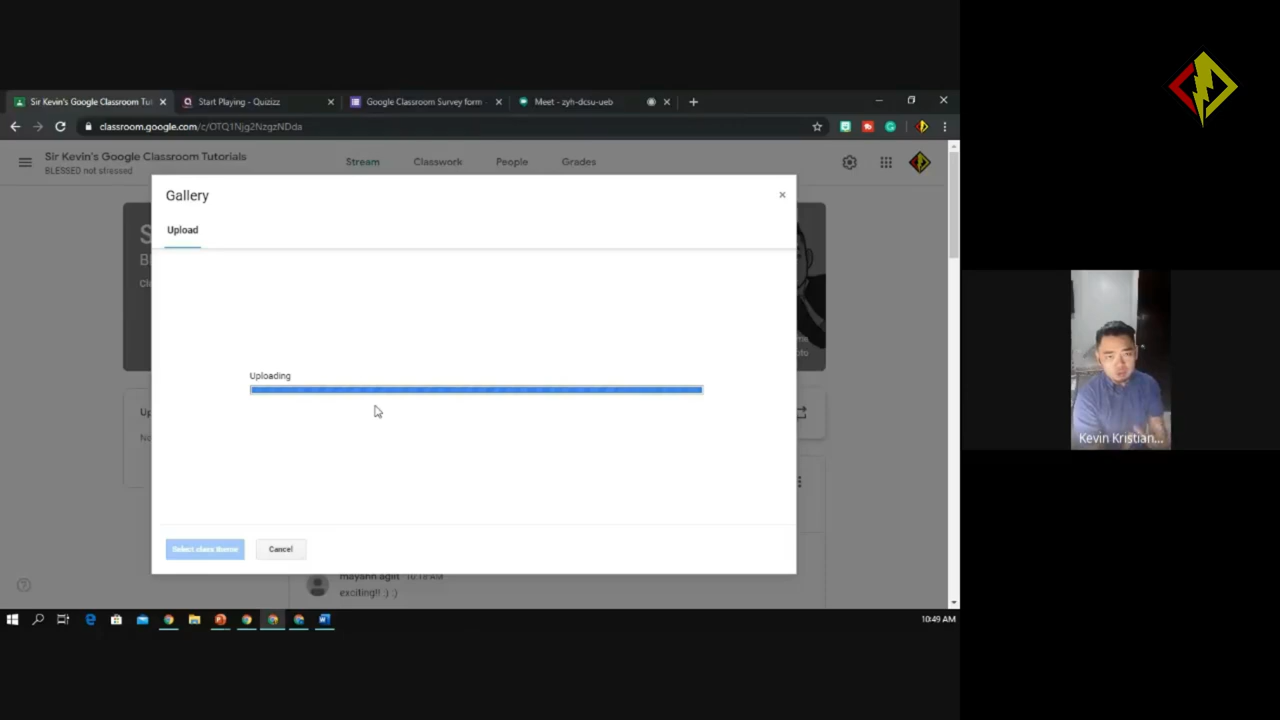 Sir Kevin's Google Classroom Tut
Start Playing - Quizizz
Google Classroom Survey form -
Meet - zyh-dcsu-ueb
classroom.google.com/c/OTQ1Njg2NzgzNDda
Sir Kevin's Google Classroom Tutorials
BLESSED not stressed
Stream
Classwork
People
Grades
Gallery
Upload
Uploading
Select class theme
Cancel
mayann aglit 10:18 AM
exciting!! :) :)
10:49 AM
Kevin Kristian...